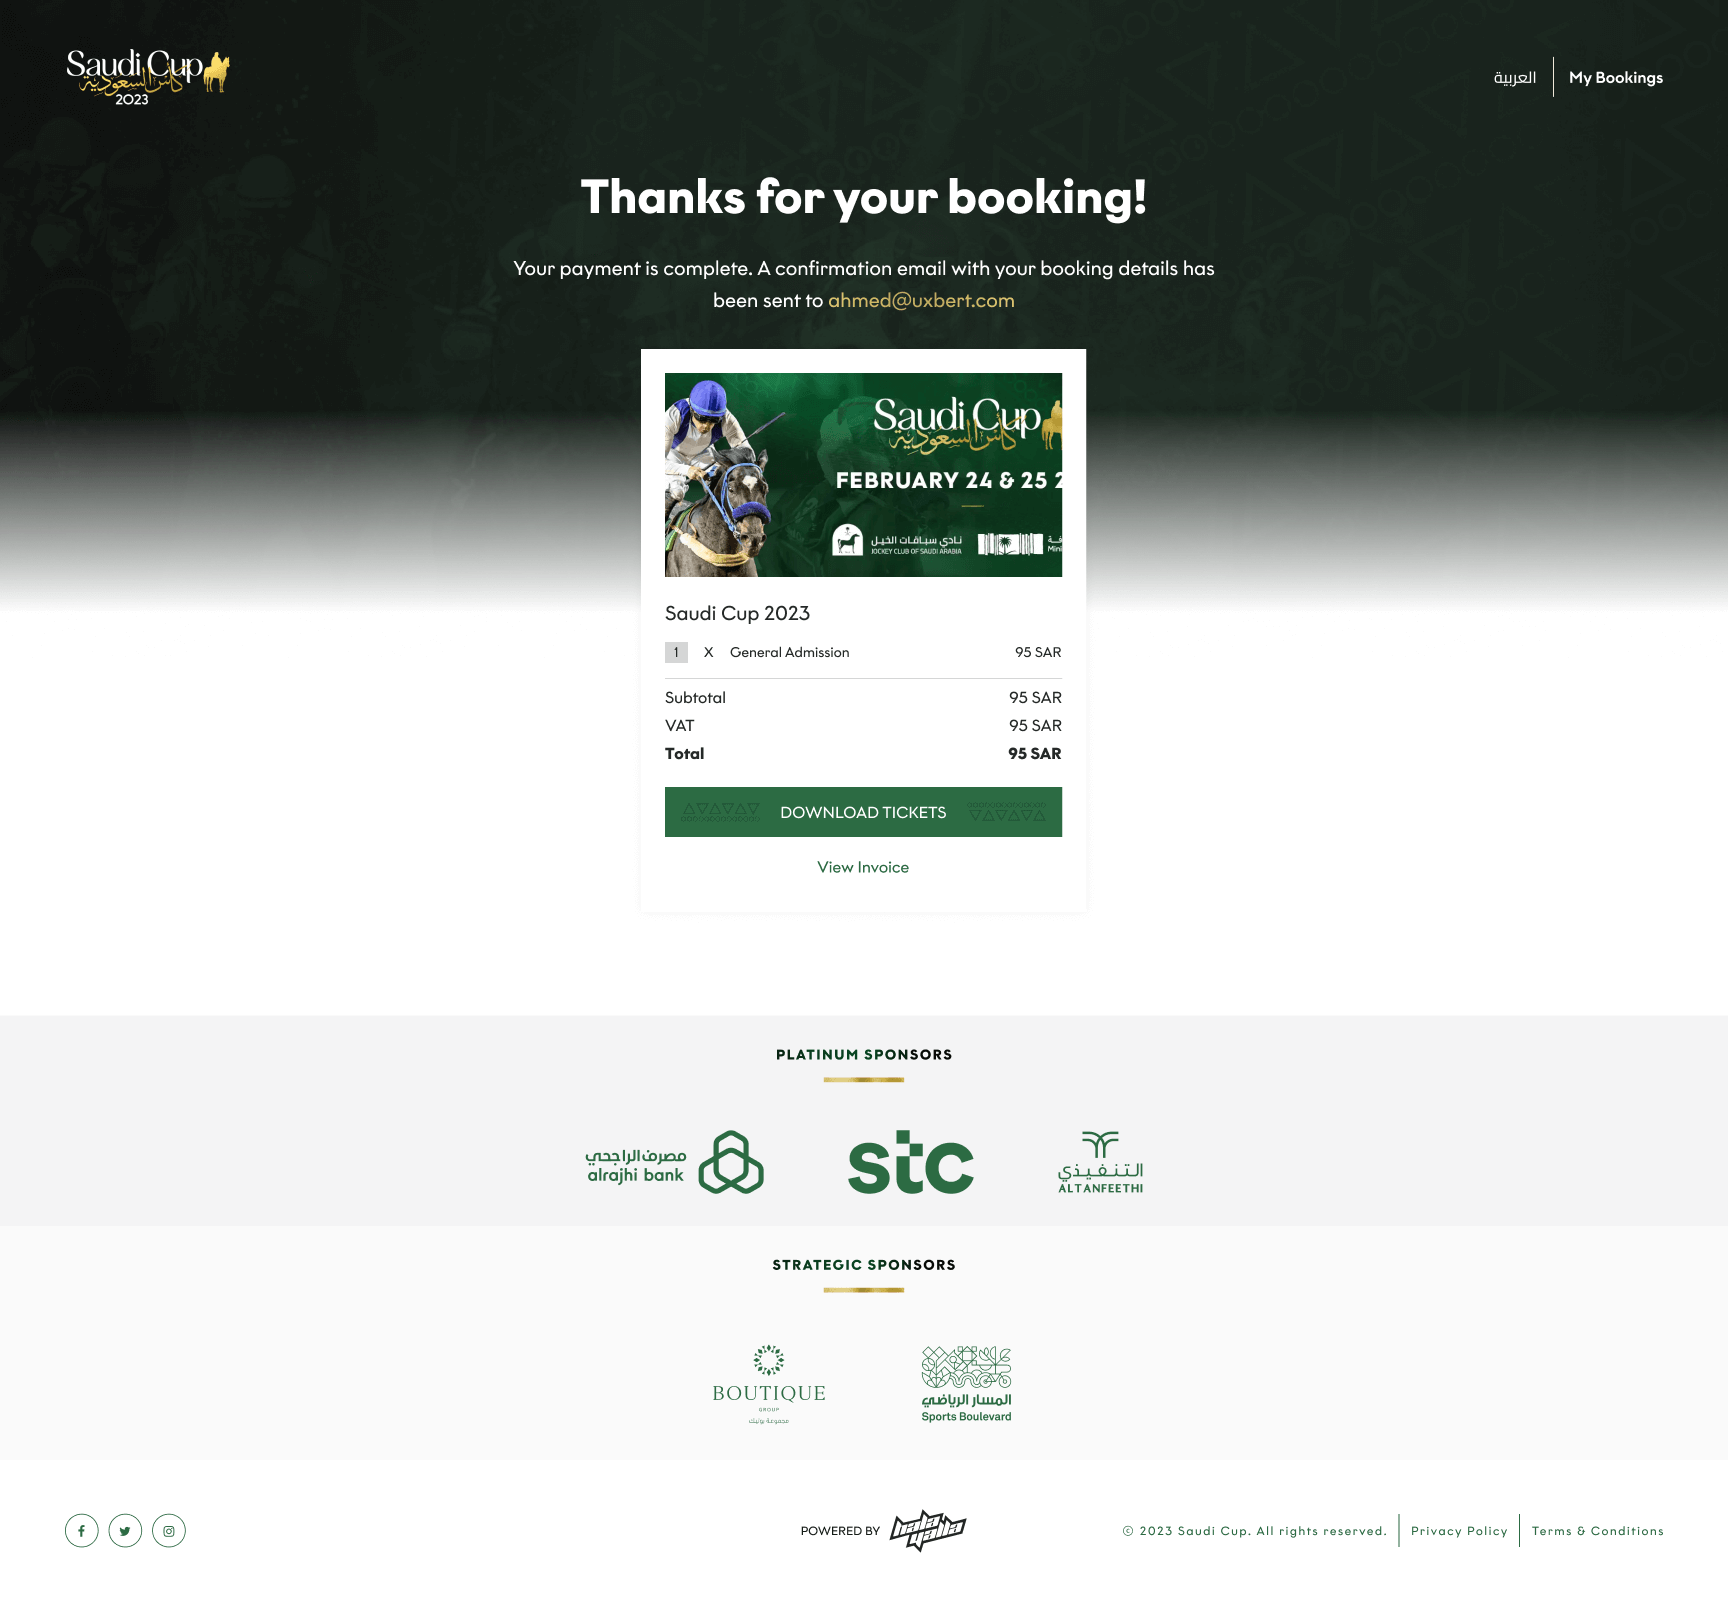 Saudi Cup
كأس السعودية
2023
العربية
My Bookings
Thanks for your booking!
Your payment is complete. A confirmation email with your booking details has
been sent to ahmed@uxbert.com
Saudi Cup
كأس السعودية
FEBRUARY 24 & 25 2
نادي سباقات الخيل
JOCKEY CLUB OF SAUDI ARABIA
Mini
Saudi Cup 2023
1 X General Admission 95 SAR
Subtotal 95 SAR
VAT 95 SAR
Total 95 SAR
DOWNLOAD TICKETS
View Invoice
PLATINUM SPONSORS
مصرف الراجحي
alrajhi bank
stc
التنفيذي
ALTANFEETHI
STRATEGIC SPONSORS
BOUTIQUE
GROUP
مجموعة بوتيك
المسار الرياضي
Sports Boulevard
POWERED BY halayalla
© 2023 Saudi Cup. All rights reserved.
Privacy Policy
Terms & Conditions